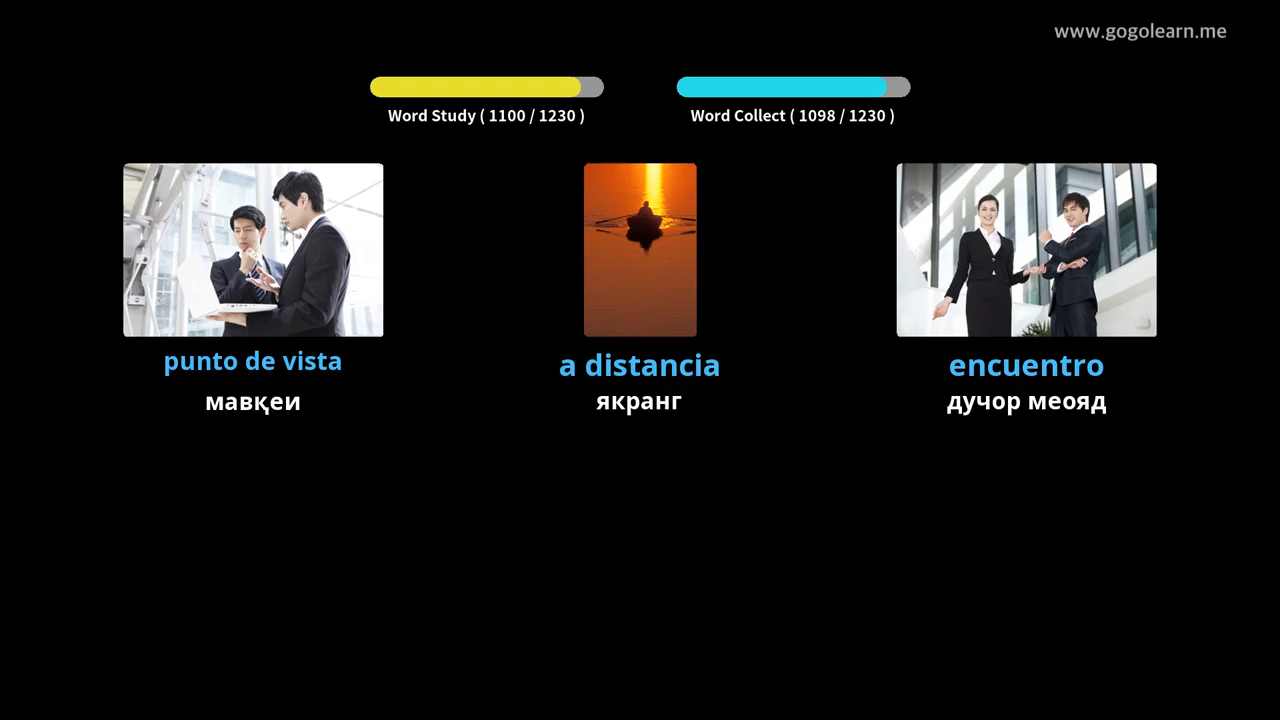 www.gogolearn.me
Word Study ( 1100 / 1230 )
Word Collect ( 1098 / 1230 )
punto de vista
мавқеи
a distancia
якранг
encuentro
дучор меояд